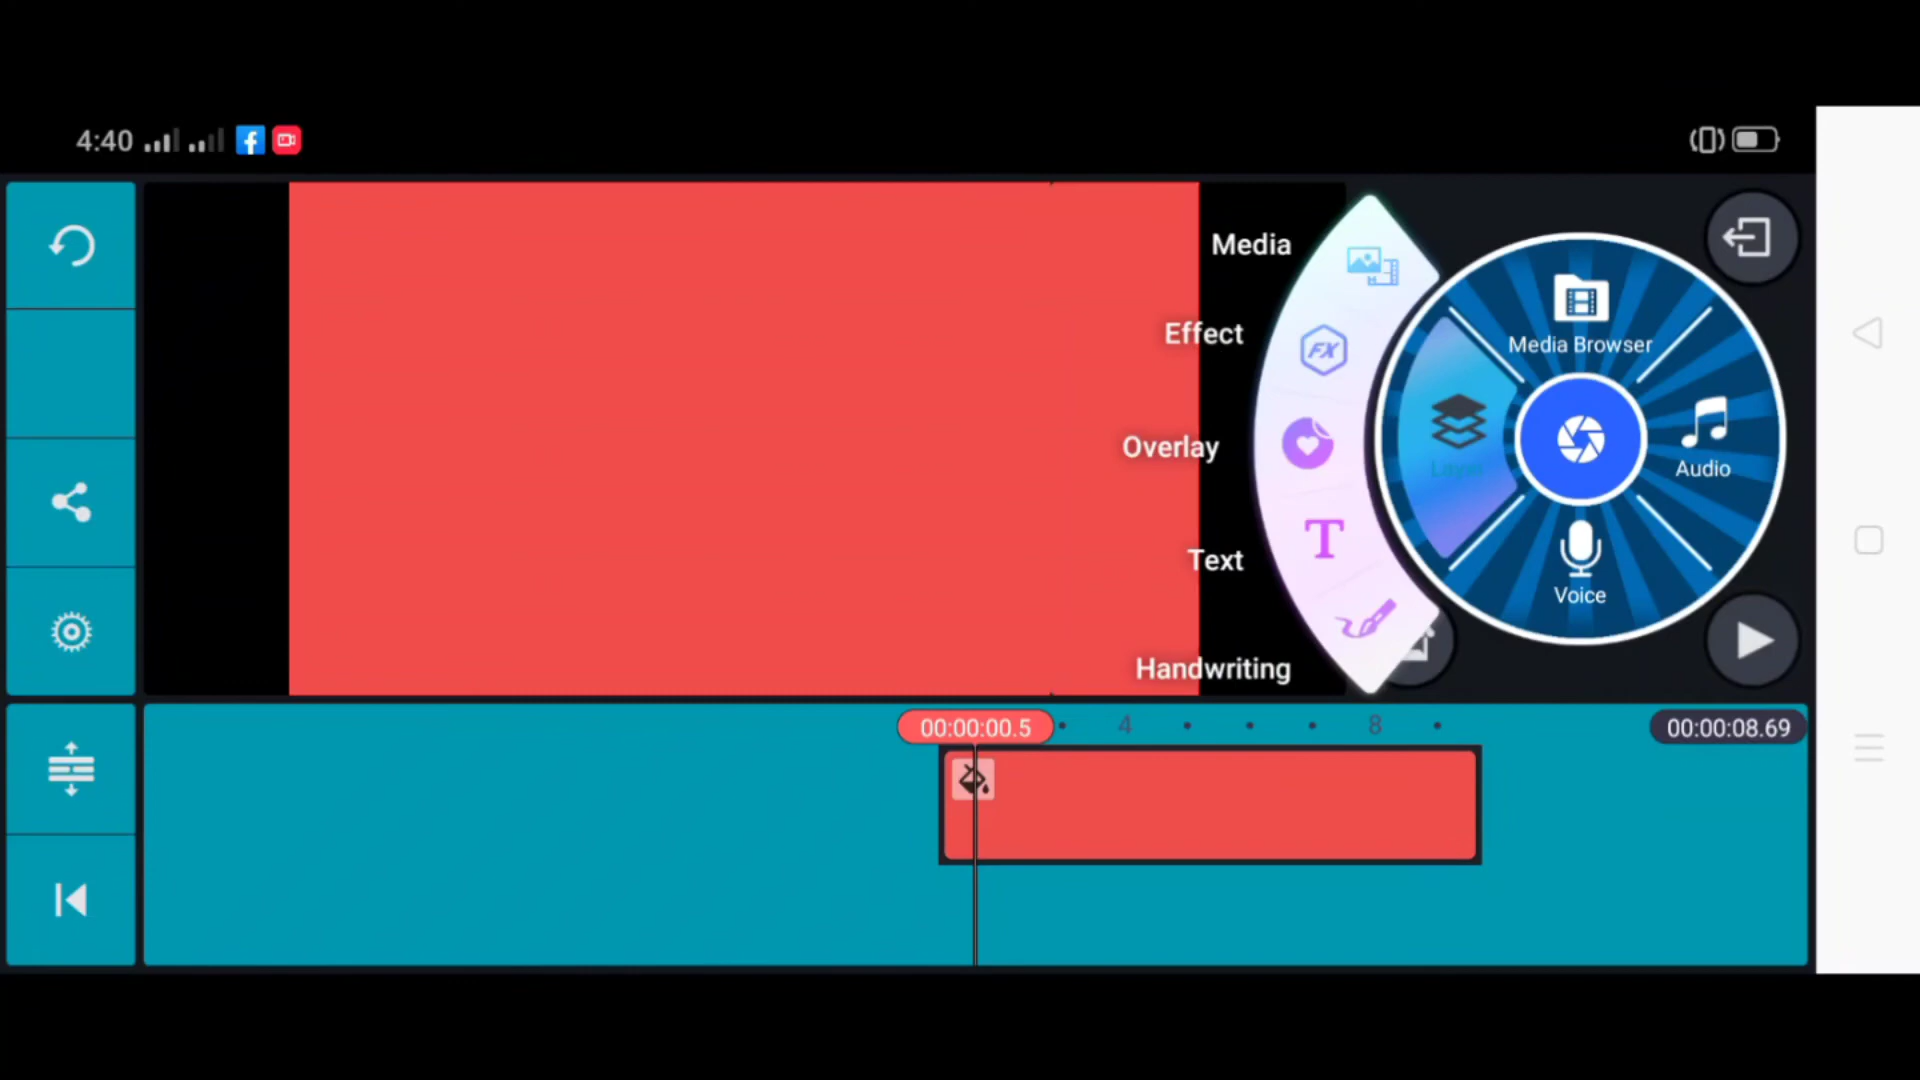 4:40
Media
Effect
Overlay
Text
Handwriting
Media Browser
Layer
Audio
Voice
00:00:00.5
4
8
00:00:08.69